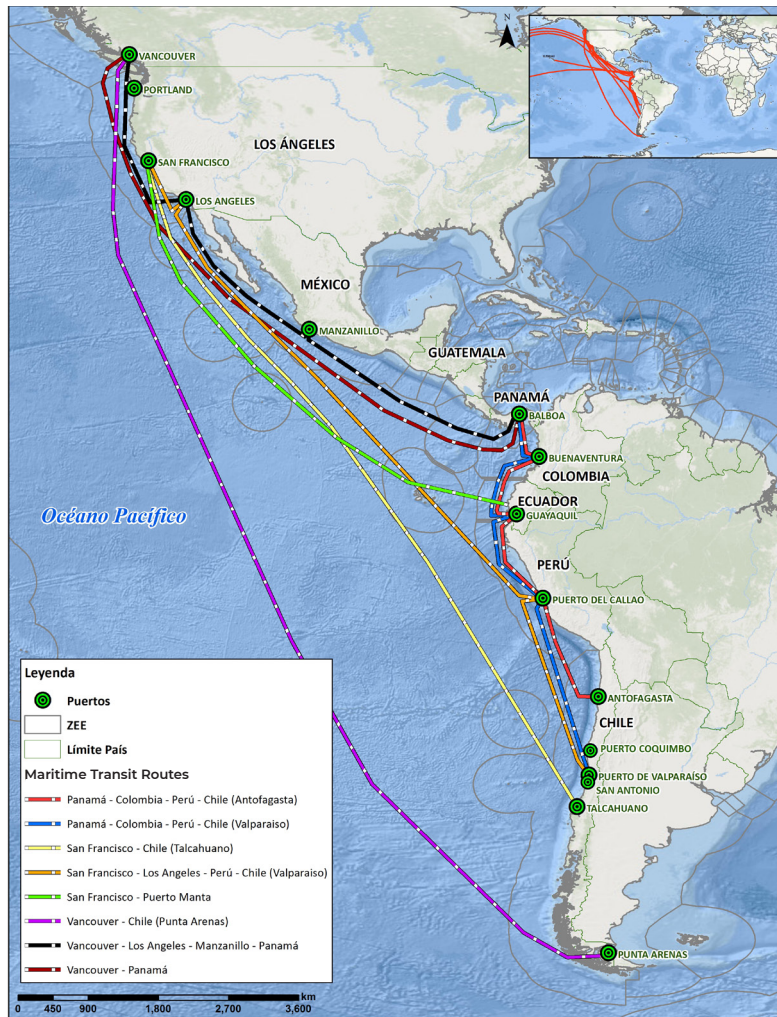 N
VANCOUVER
PORTLAND
LOS ÁNGELES
SAN FRANCISCO
LOS ANGELES
MÉXICO
MANZANILLO
GUATEMALA
PANAMÁ
BALBOA
BUENAVENTURA
COLOMBIA
ECUADOR
GUAYAQUIL
Océano Pacífico
PERÚ
PUERTO DEL CALLAO
ANTOFAGASTA
CHILE
PUERTO COQUIMBO
PUERTO DE VALPARAÍSO
SAN ANTONIO
TALCAHUANO
PUNTA ARENAS
Leyenda
Puertos
ZEE
Límite País
Maritime Transit Routes
Panamá - Colombia - Perú - Chile (Antofagasta)
Panamá - Colombia - Perú - Chile (Valparaiso)
San Francisco - Chile (Talcahuano)
San Francisco - Los Angeles - Perú - Chile (Valparaiso)
San Francisco - Puerto Manta
Vancouver - Chile (Punta Arenas)
Vancouver - Los Angeles - Manzanillo - Panamá
Vancouver - Panamá
km
0 450 900 1,800 2,700 3,600